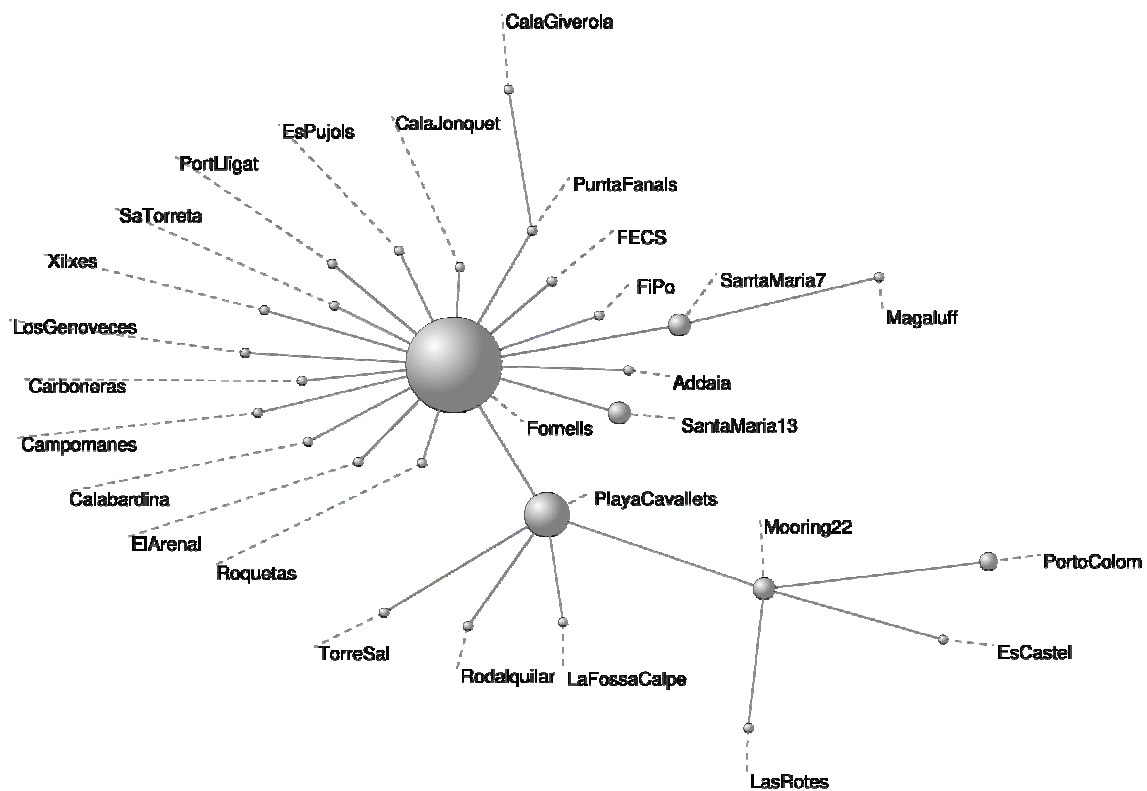 CalaGiverola
CalaJonquet
EsPujols
PortLligat
PuntaFanals
SaTorreta
FECS
Xilxes
SantaMaria7
FiPo
Magaluff
LosGenoveces
Addaia
Carboneras
SantaMaria13
Fornells
Campomanes
Calabardina
PlayaCavallets
Mooring22
ElArenal
PortoColom
Roquetas
TorreSal
EsCastel
Rodalquilar
LaFossaCalpe
LasRotes